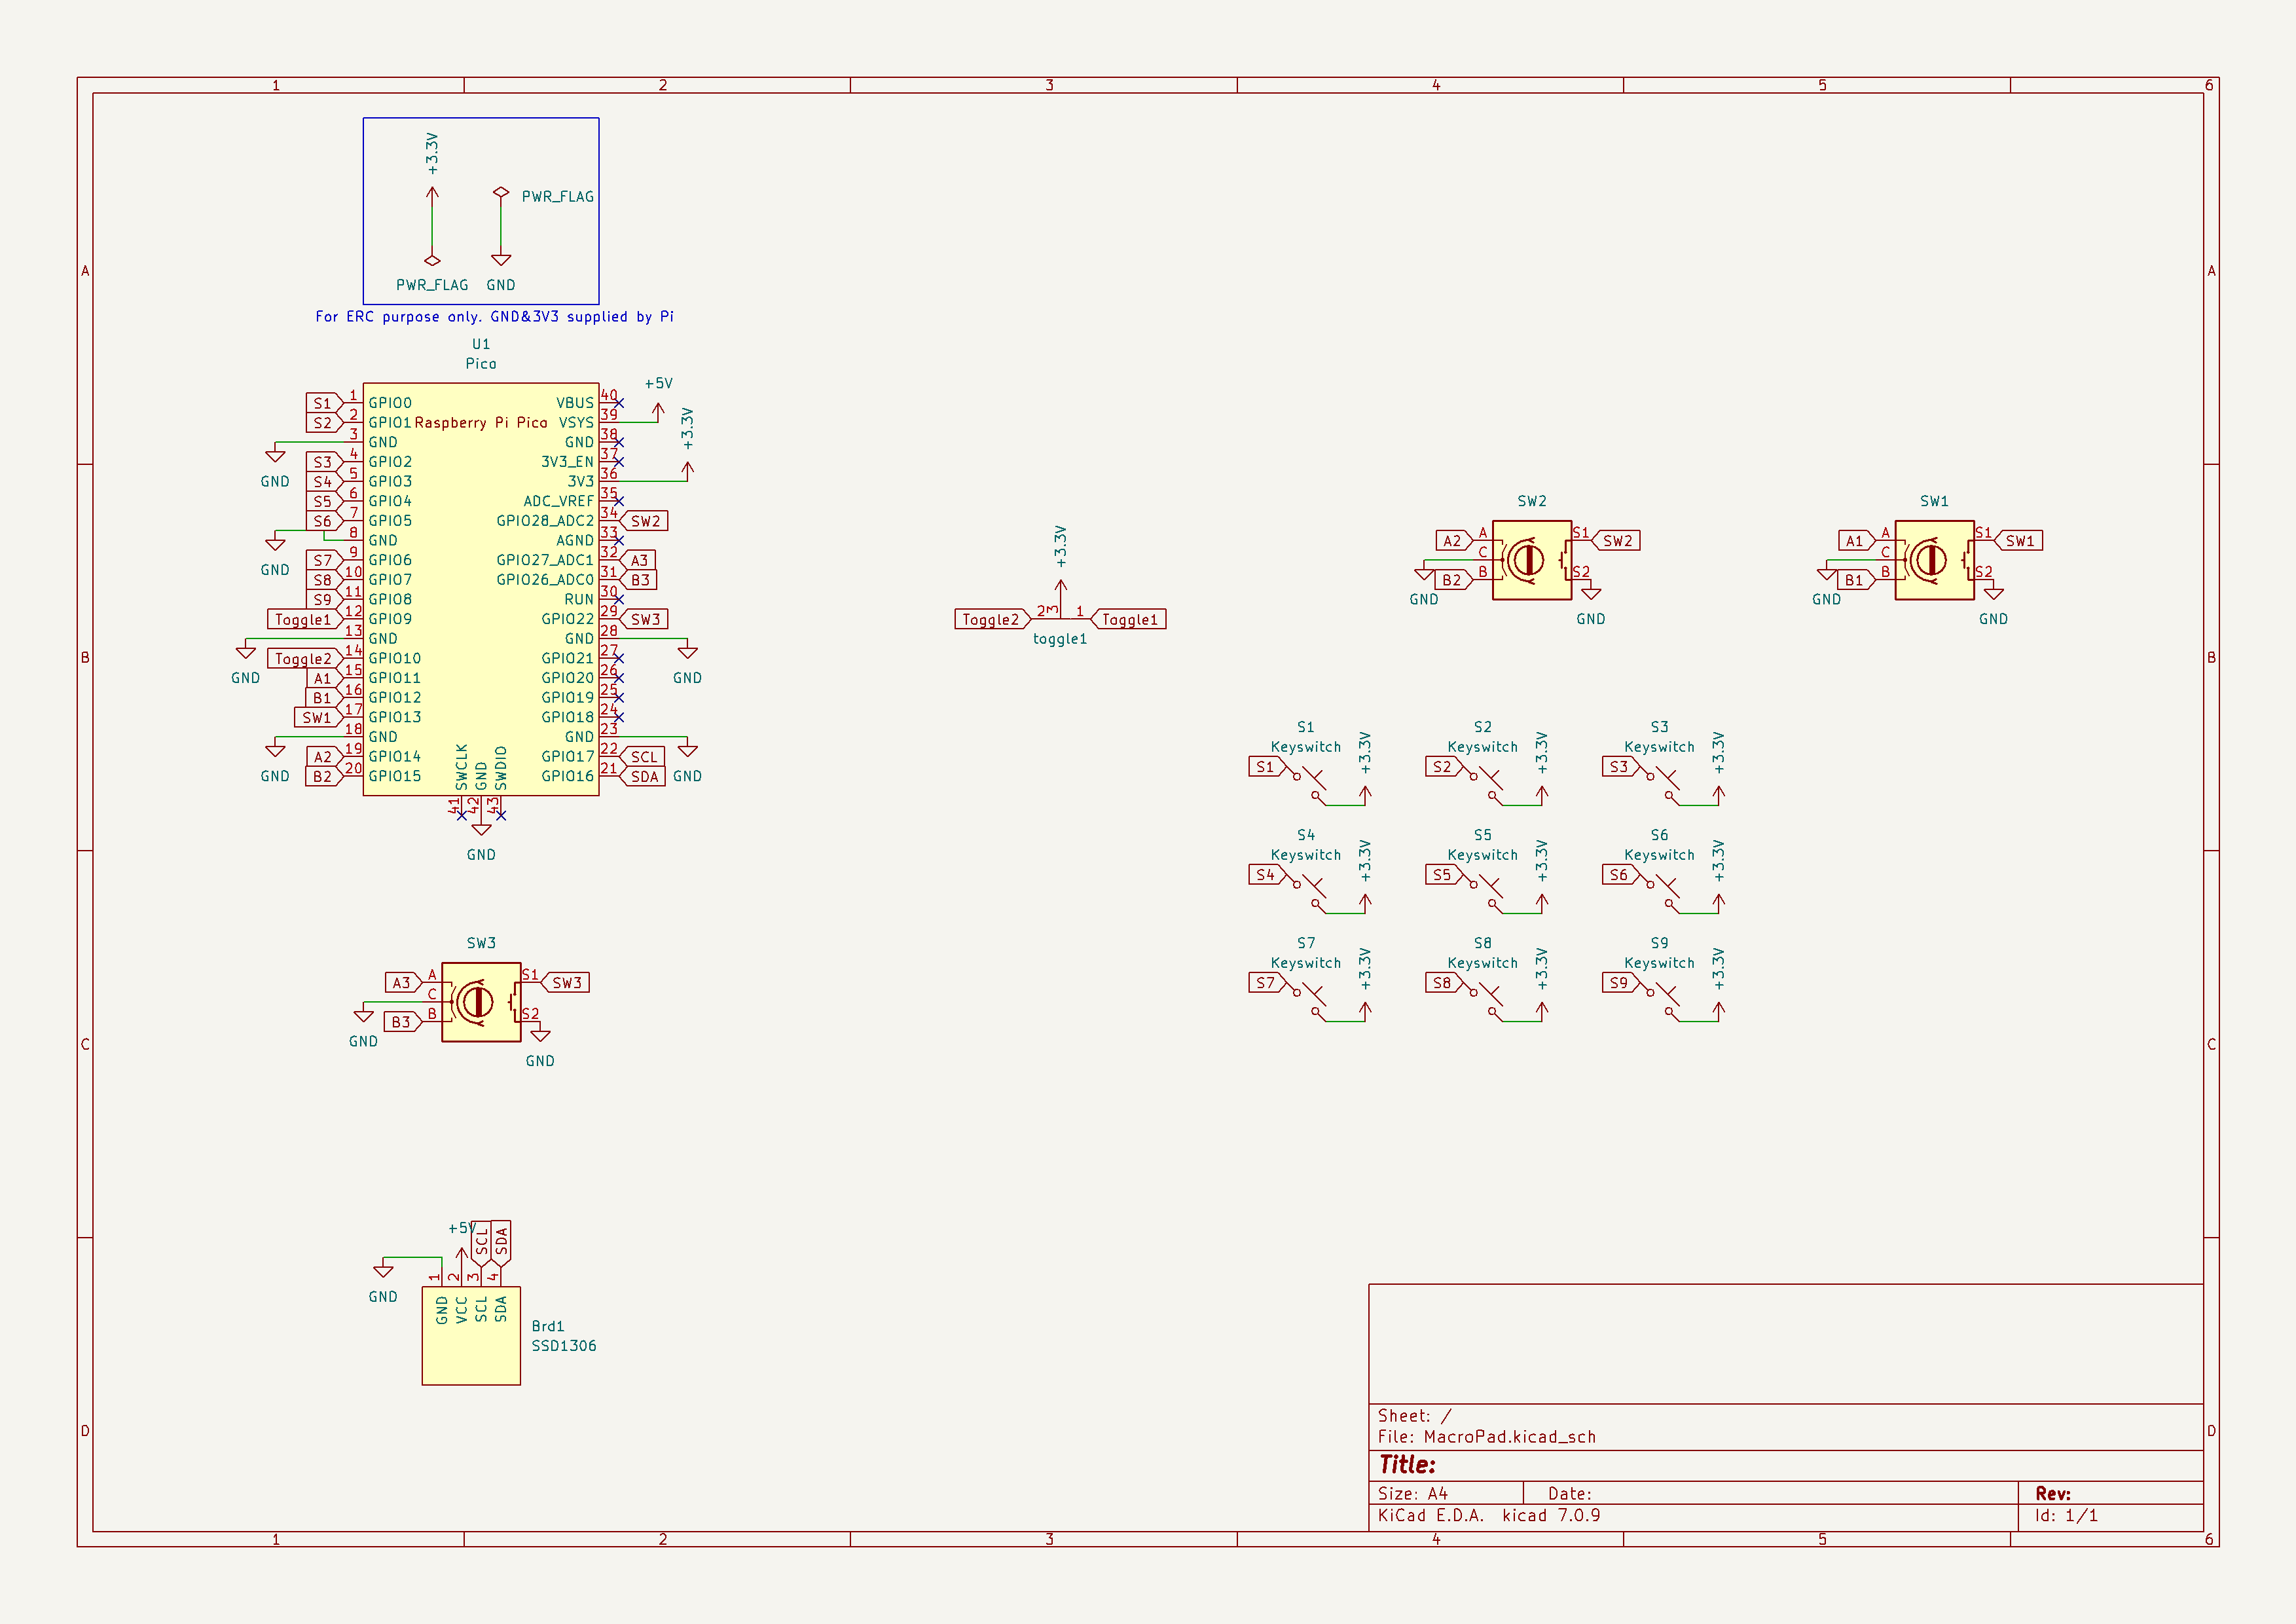 1 2 3 4 5 6
A
+3.3V
PWR_FLAG
PWR_FLAG GND
For ERC purpose only. GND&3V3 supplied by Pi
A
U1
Pico
Raspberry Pi Pico
+5V
+3.3V
S1 1 GPIO0
S2 2 GPIO1
3 GND
GND
S3 4 GPIO2
S4 5 GPIO3
S5 6 GPIO4
S6 7 GPIO5
8 GND
GND
S7 9 GPIO6
S8 10 GPIO7
S9 11 GPIO8
Toggle1 12 GPIO9
13 GND
GND
Toggle2 14 GPIO10
A1 15 GPIO11
B1 16 GPIO12
SW1 17 GPIO13
18 GND
GND
A2 19 GPIO14
B2 20 GPIO15
VBUS 40
VSYS 39
GND 38
3V3_EN 37
3V3 36
ADC_VREF 35
GPIO28_ADC2 34 SW2
AGND 33
GPIO27_ADC1 32 A3
GPIO26_ADC0 31 B3
RUN 30
GPIO22 29 SW3
GND 28
GND
GPIO21 27
GPIO20 26
GPIO19 25
GPIO18 24
GND 23
GND
GPIO17 22 SCL
GPIO16 21 SDA
SWCLK GND SWDIO
41 42 43
GND
+3.3V
Toggle2 2 3 1 Toggle1
toggle1
SW2
A2 A S1 SW2
C
B2 B S2
GND
GND
SW1
A1 A S1 SW1
C
B1 B S2
GND
GND
B
B
S1
Keyswitch
S1
+3.3V
S2
Keyswitch
S2
+3.3V
S3
Keyswitch
S3
+3.3V
S4
Keyswitch
S4
+3.3V
S5
Keyswitch
S5
+3.3V
S6
Keyswitch
S6
+3.3V
S7
Keyswitch
S7
+3.3V
S8
Keyswitch
S8
+3.3V
S9
Keyswitch
S9
+3.3V
SW3
A3 A S1 SW3
C
B3 B S2
GND
GND
C
C
+5V
SCL SDA
GND
1 2 3 4
GND VCC SCL SDA
Brd1
SSD1306
D
D
Sheet: /
File: MacroPad.kicad_sch
Title:
Size: A4 Date: Rev:
KiCad E.D.A. kicad 7.0.9 Id: 1/1
1 2 3 4 5 6